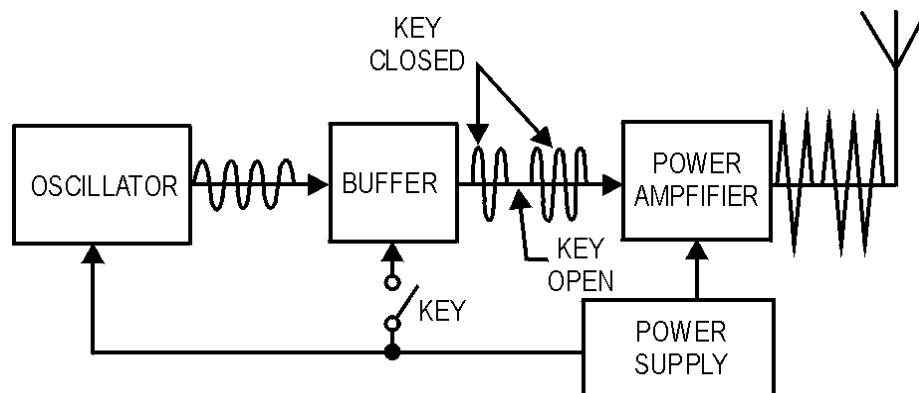 KEY
CLOSED
OSCILLATOR
BUFFER
POWER
AMPFIFIER
KEY
OPEN
KEY
POWER
SUPPLY